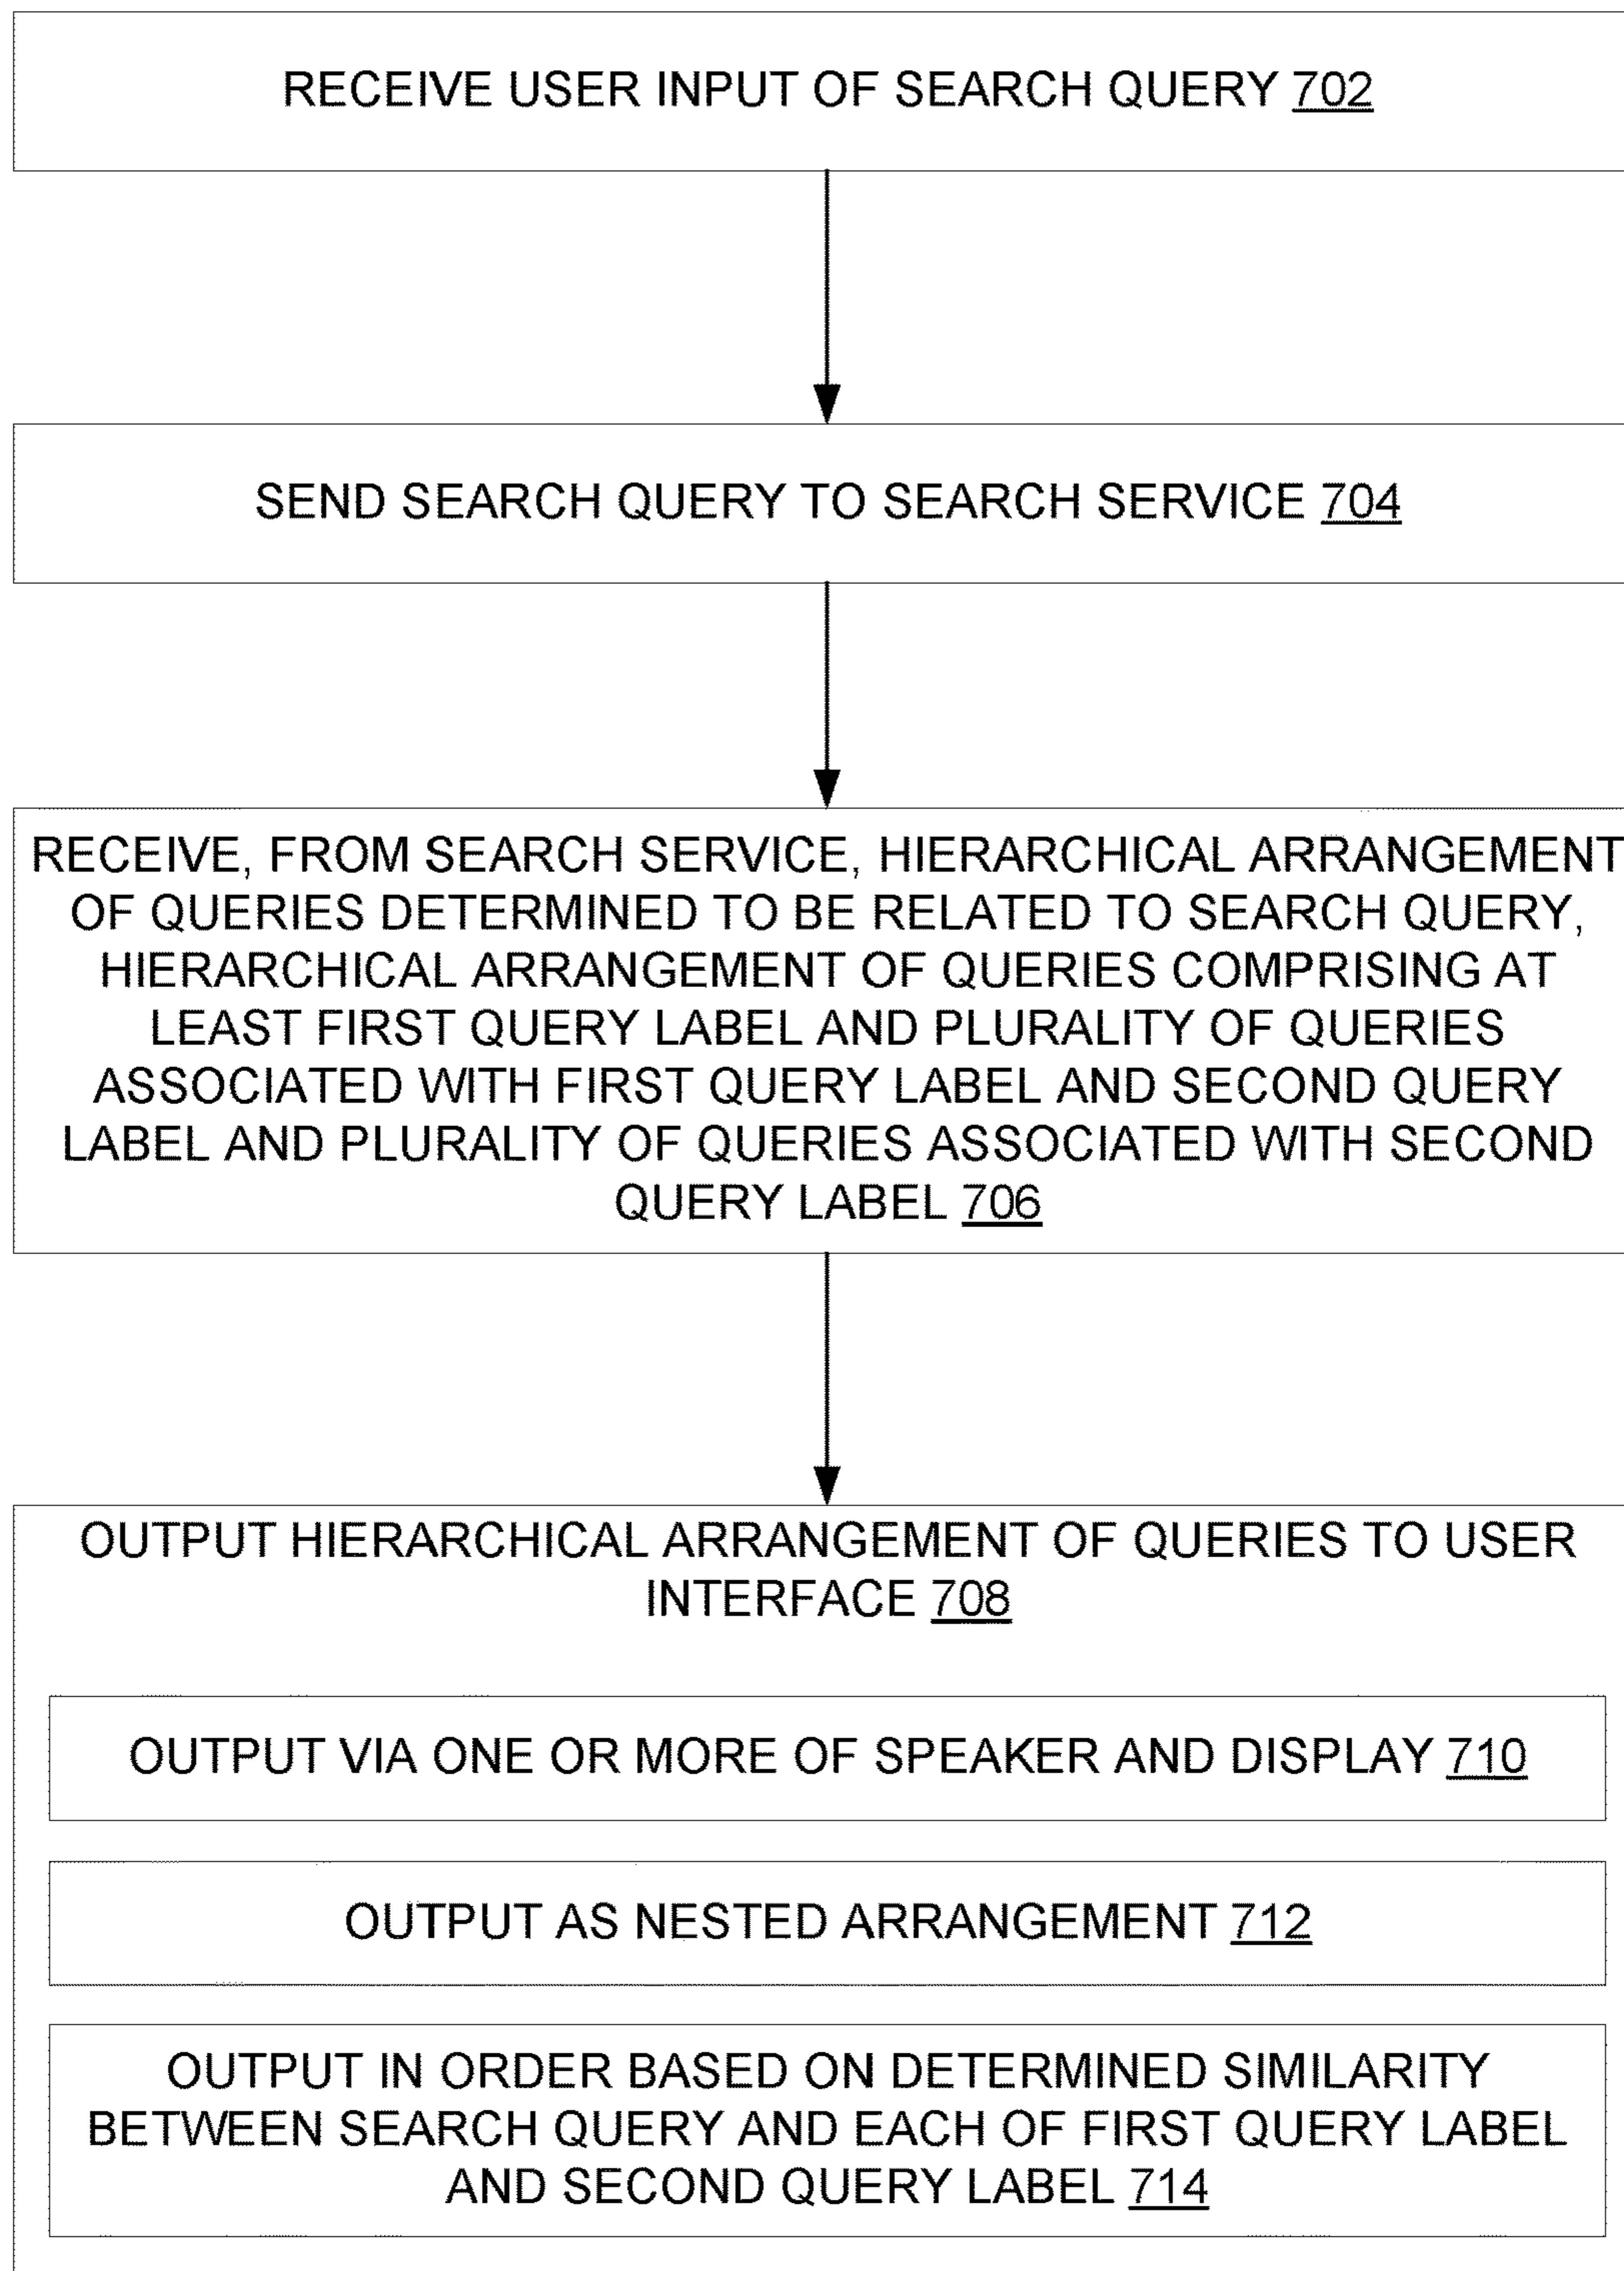 RECEIVE USER INPUT OF SEARCH QUERY 702
SEND SEARCH QUERY TO SEARCH SERVICE 704
RECEIVE, FROM SEARCH SERVICE, HIERARCHICAL ARRANGEMENT
OF QUERIES DETERMINED TO BE RELATED TO SEARCH QUERY,
HIERARCHICAL ARRANGEMENT OF QUERIES COMPRISING AT
LEAST FIRST QUERY LABEL AND PLURALITY OF QUERIES
ASSOCIATED WITH FIRST QUERY LABEL AND SECOND QUERY
LABEL AND PLURALITY OF QUERIES ASSOCIATED WITH SECOND
QUERY LABEL 706
OUTPUT HIERARCHICAL ARRANGEMENT OF QUERIES TO USER
INTERFACE 708
OUTPUT VIA ONE OR MORE OF SPEAKER AND DISPLAY 710
OUTPUT AS NESTED ARRANGEMENT 712
OUTPUT IN ORDER BASED ON DETERMINED SIMILARITY
BETWEEN SEARCH QUERY AND EACH OF FIRST QUERY LABEL
AND SECOND QUERY LABEL 714